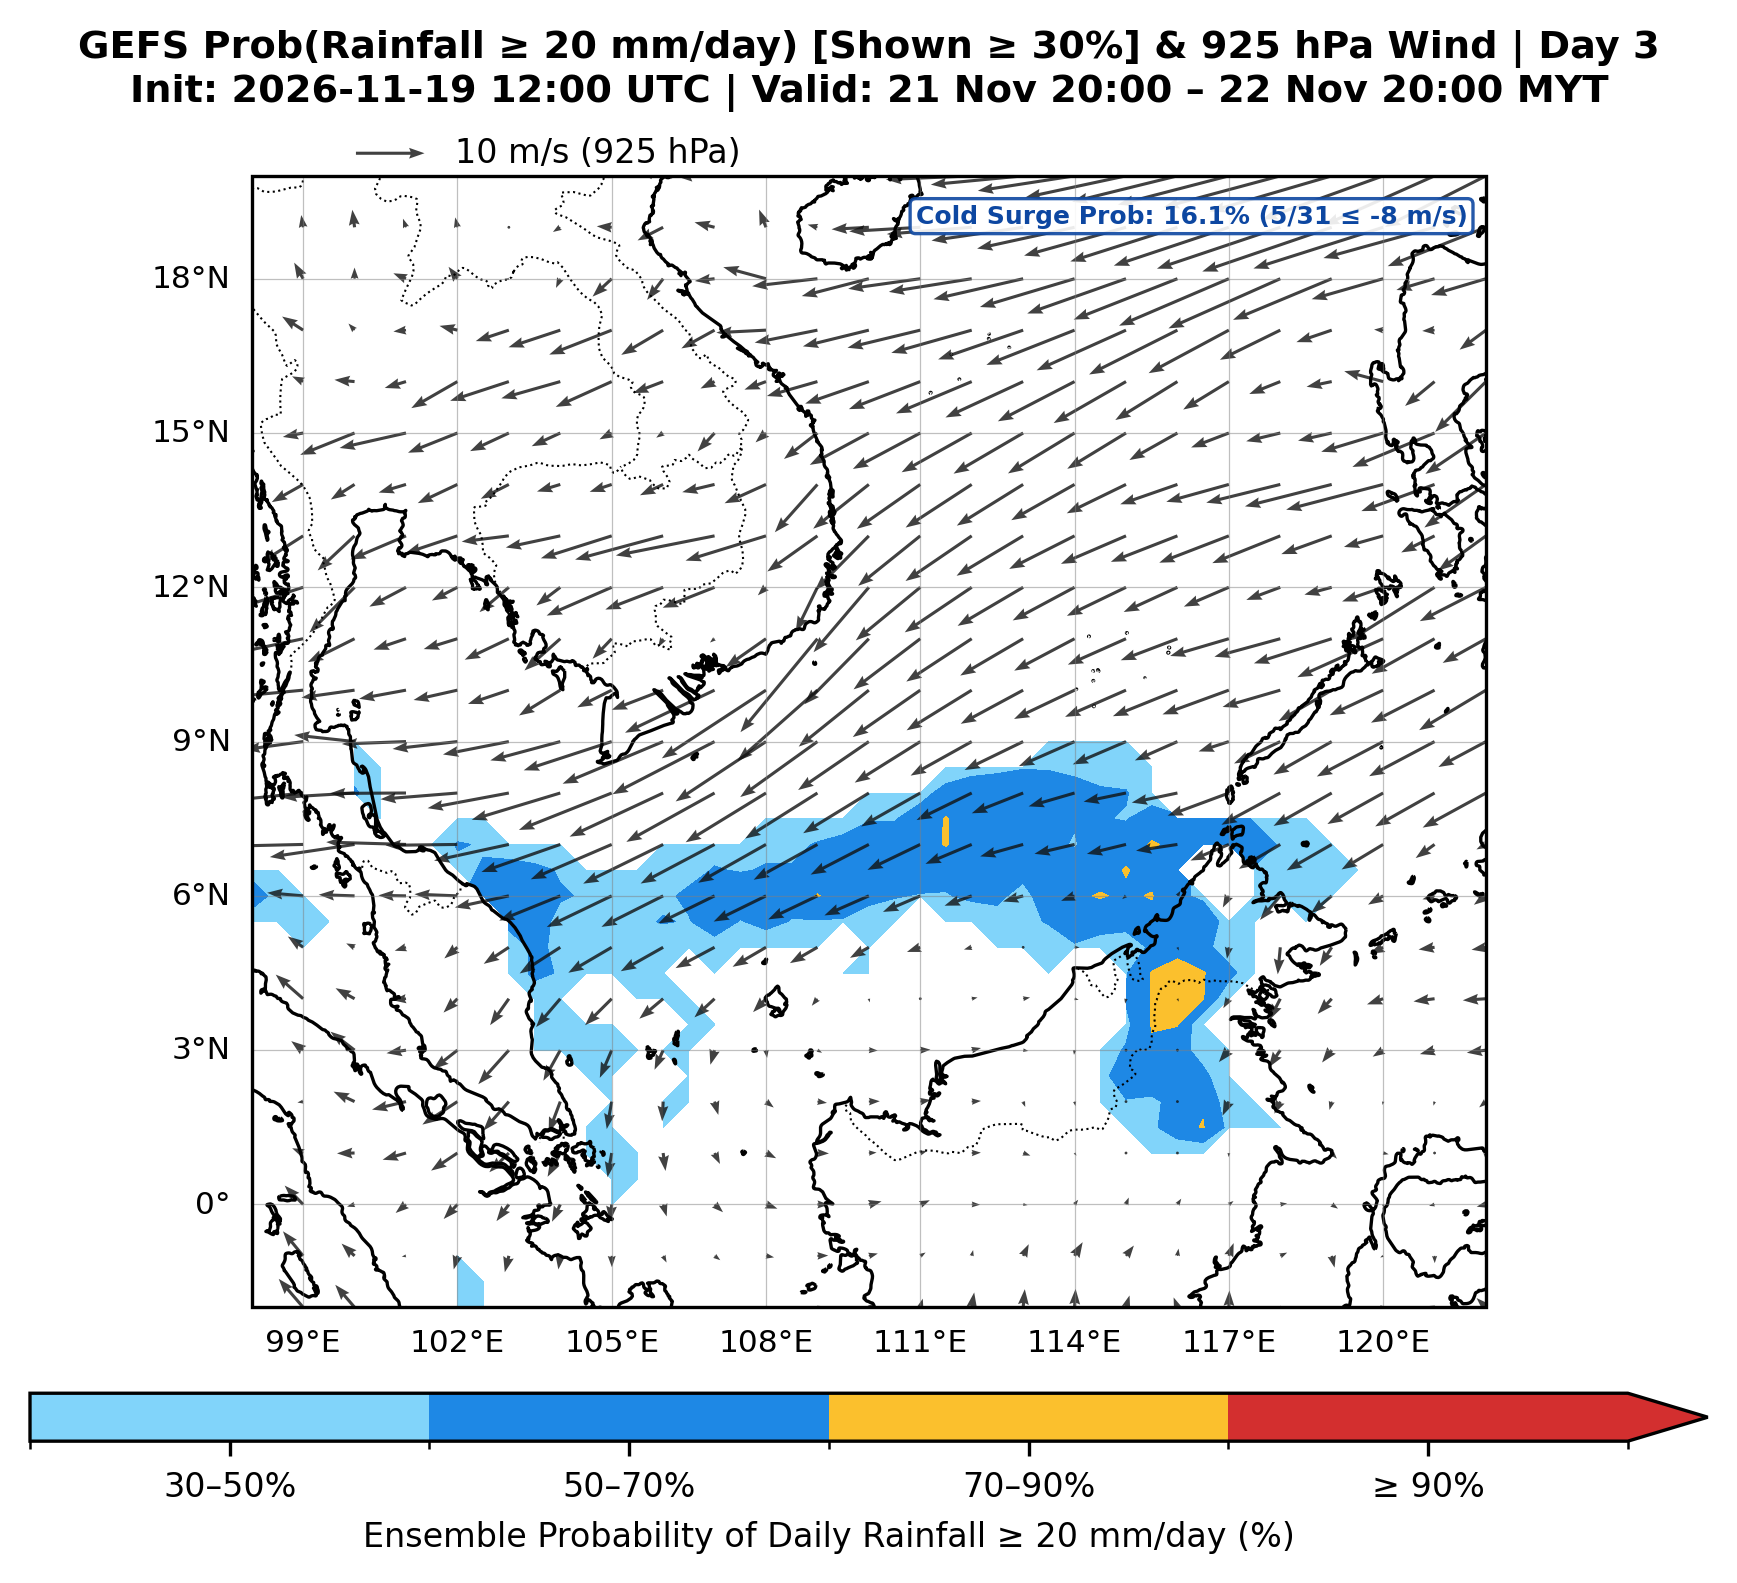 GEFS Prob(Rainfall ≥ 20 mm/day) [Shown ≥ 30%] & 925 hPa Wind | Day 3
Init: 2026-11-19 12:00 UTC | Valid: 21 Nov 20:00 – 22 Nov 20:00 MYT
10 m/s (925 hPa)
Cold Surge Prob: 16.1% (5/31 ≤ -8 m/s)
18°N
15°N
12°N
9°N
6°N
3°N
0°
99°E 102°E 105°E 108°E 111°E 114°E 117°E 120°E
30–50% 50–70% 70–90% ≥ 90%
Ensemble Probability of Daily Rainfall ≥ 20 mm/day (%)